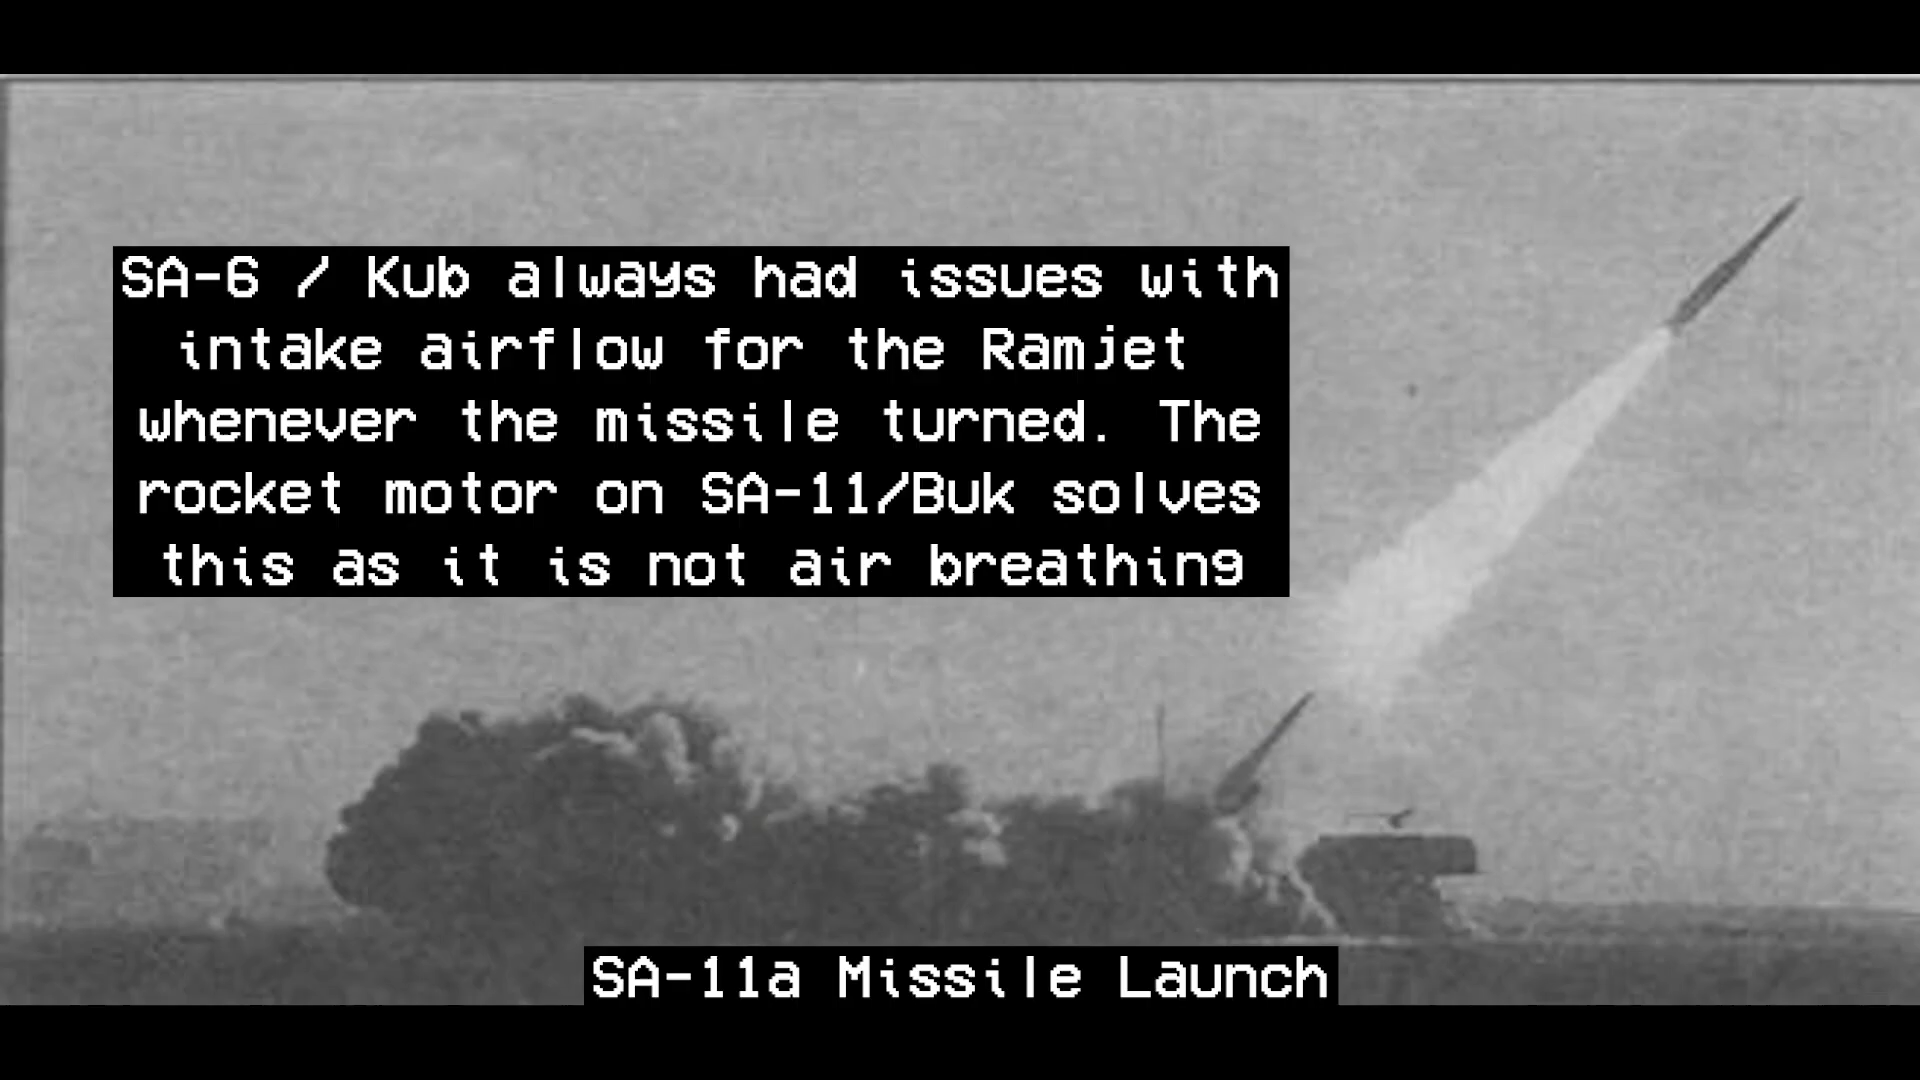 SA-6 / Kub always had issues with
intake airflow for the Ramjet
whenever the missile turned. The
rocket motor on SA-11/Buk solves
this as it is not air breathing
SA-11a Missile Launch